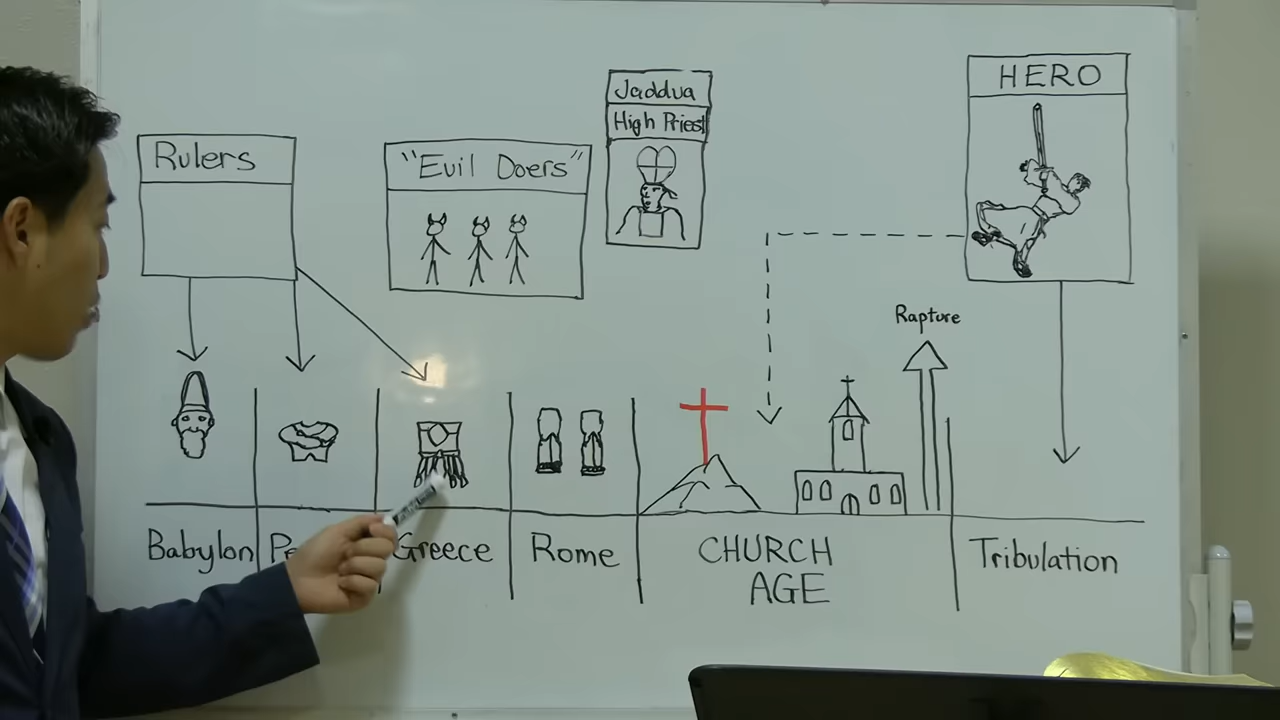 Rulers
"Evil Doers"
Jaddua
High Priest
HERO
Rapture
Babylon
Greece
Rome
CHURCH
AGE
Tribulation